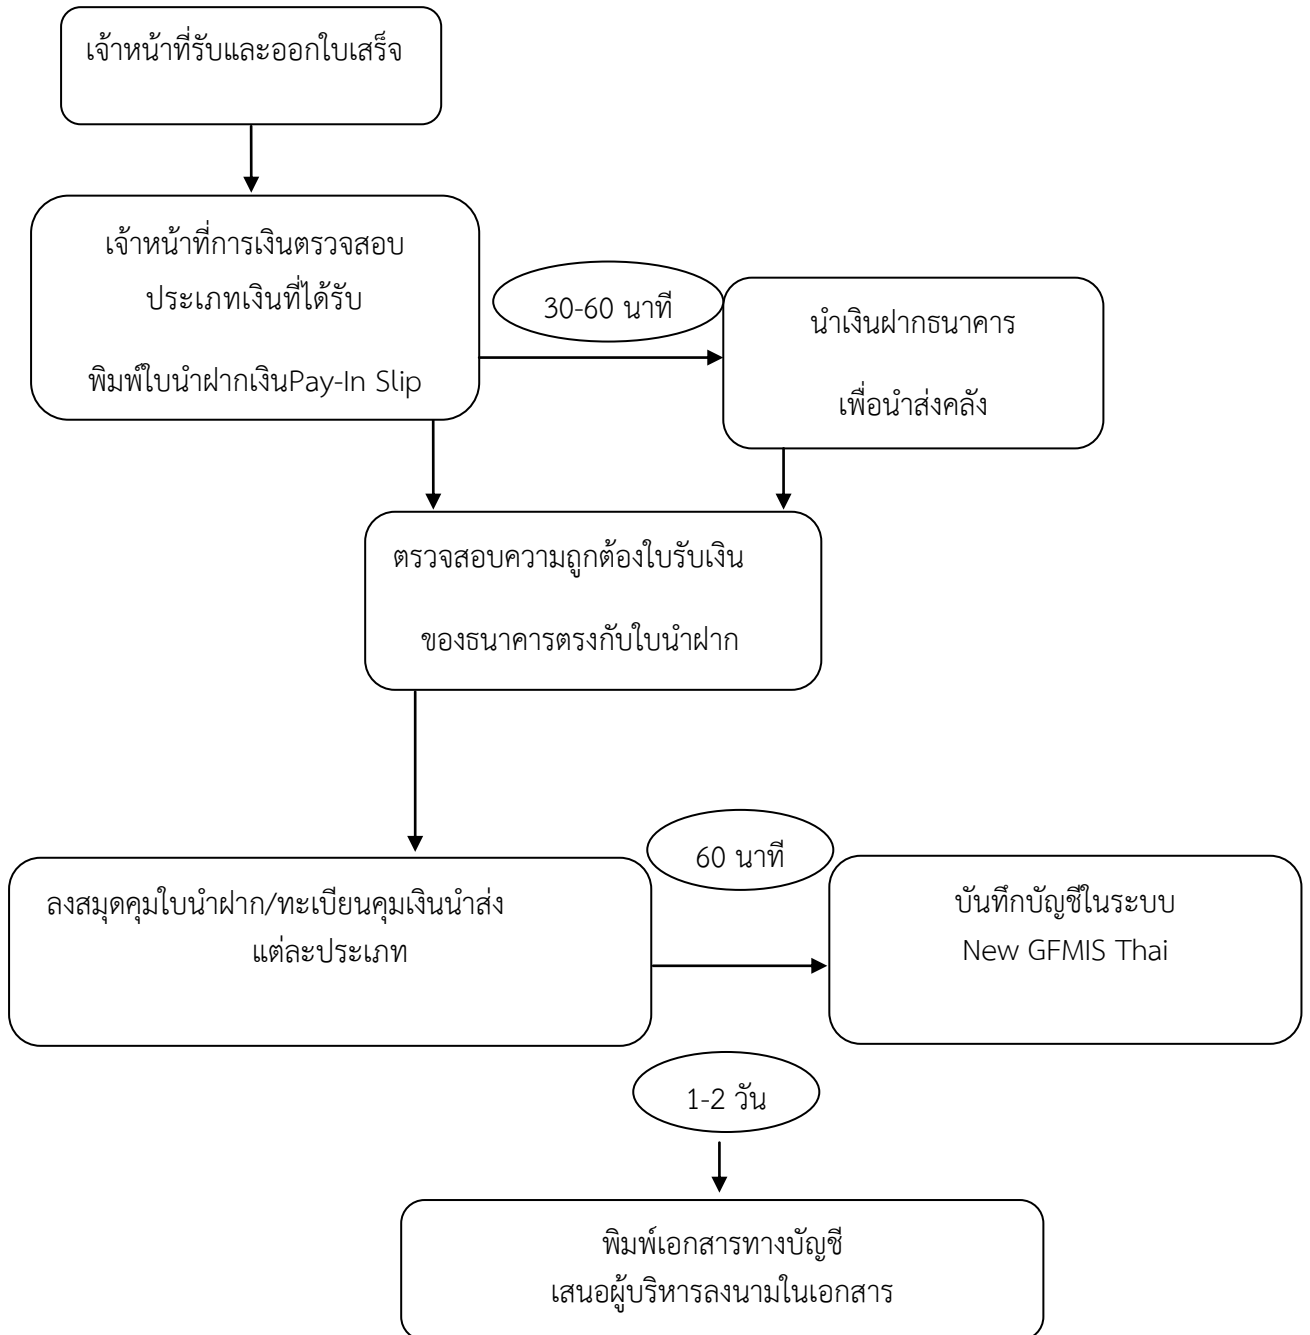 เจ้าหน้าที่รับและออกใบเสร็จ
เจ้าหน้าที่การเงินตรวจสอบ
ประเภทเงินที่ได้รับ
พิมพ์ใบนำฝากเงินPay-In Slip
30-60 นาที
นำเงินฝากธนาคาร
เพื่อนำส่งคลัง
ตรวจสอบความถูกต้องใบรับเงิน
ของธนาคารตรงกับใบนำฝาก
ลงสมุดคุมใบนำฝาก/ทะเบียนคุมเงินนำส่ง
แต่ละประเภท
60 นาที
บันทึกบัญชีในระบบ
New GFMIS Thai
1-2 วัน
พิมพ์เอกสารทางบัญชี
เสนอผู้บริหารลงนามในเอกสาร